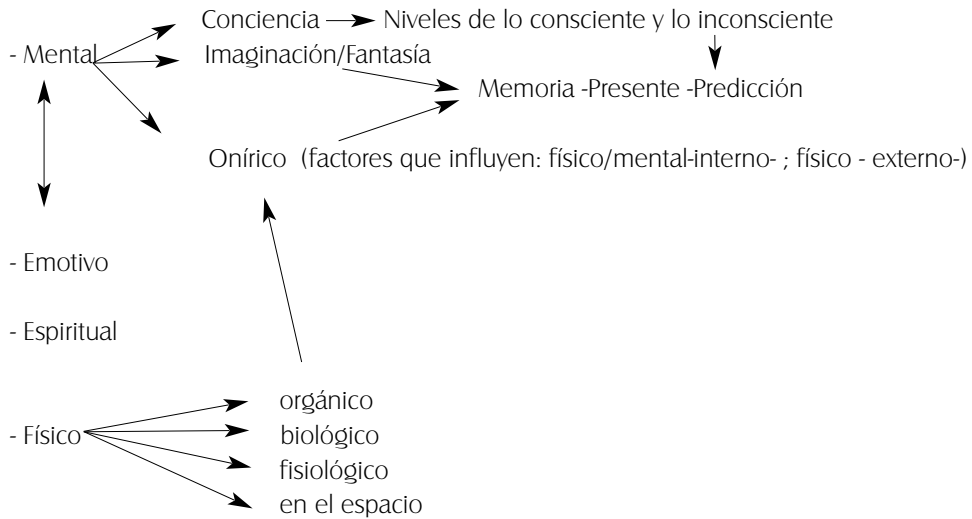 Conciencia
Niveles de lo consciente y lo inconsciente
- Mental
Imaginación/Fantasía
Memoria -Presente -Predicción
Onírico (factores que influyen: físico/mental-interno- ; físico - externo-)
- Emotivo
- Espiritual
orgánico
- Físico
biológico
fisiológico
en el espacio